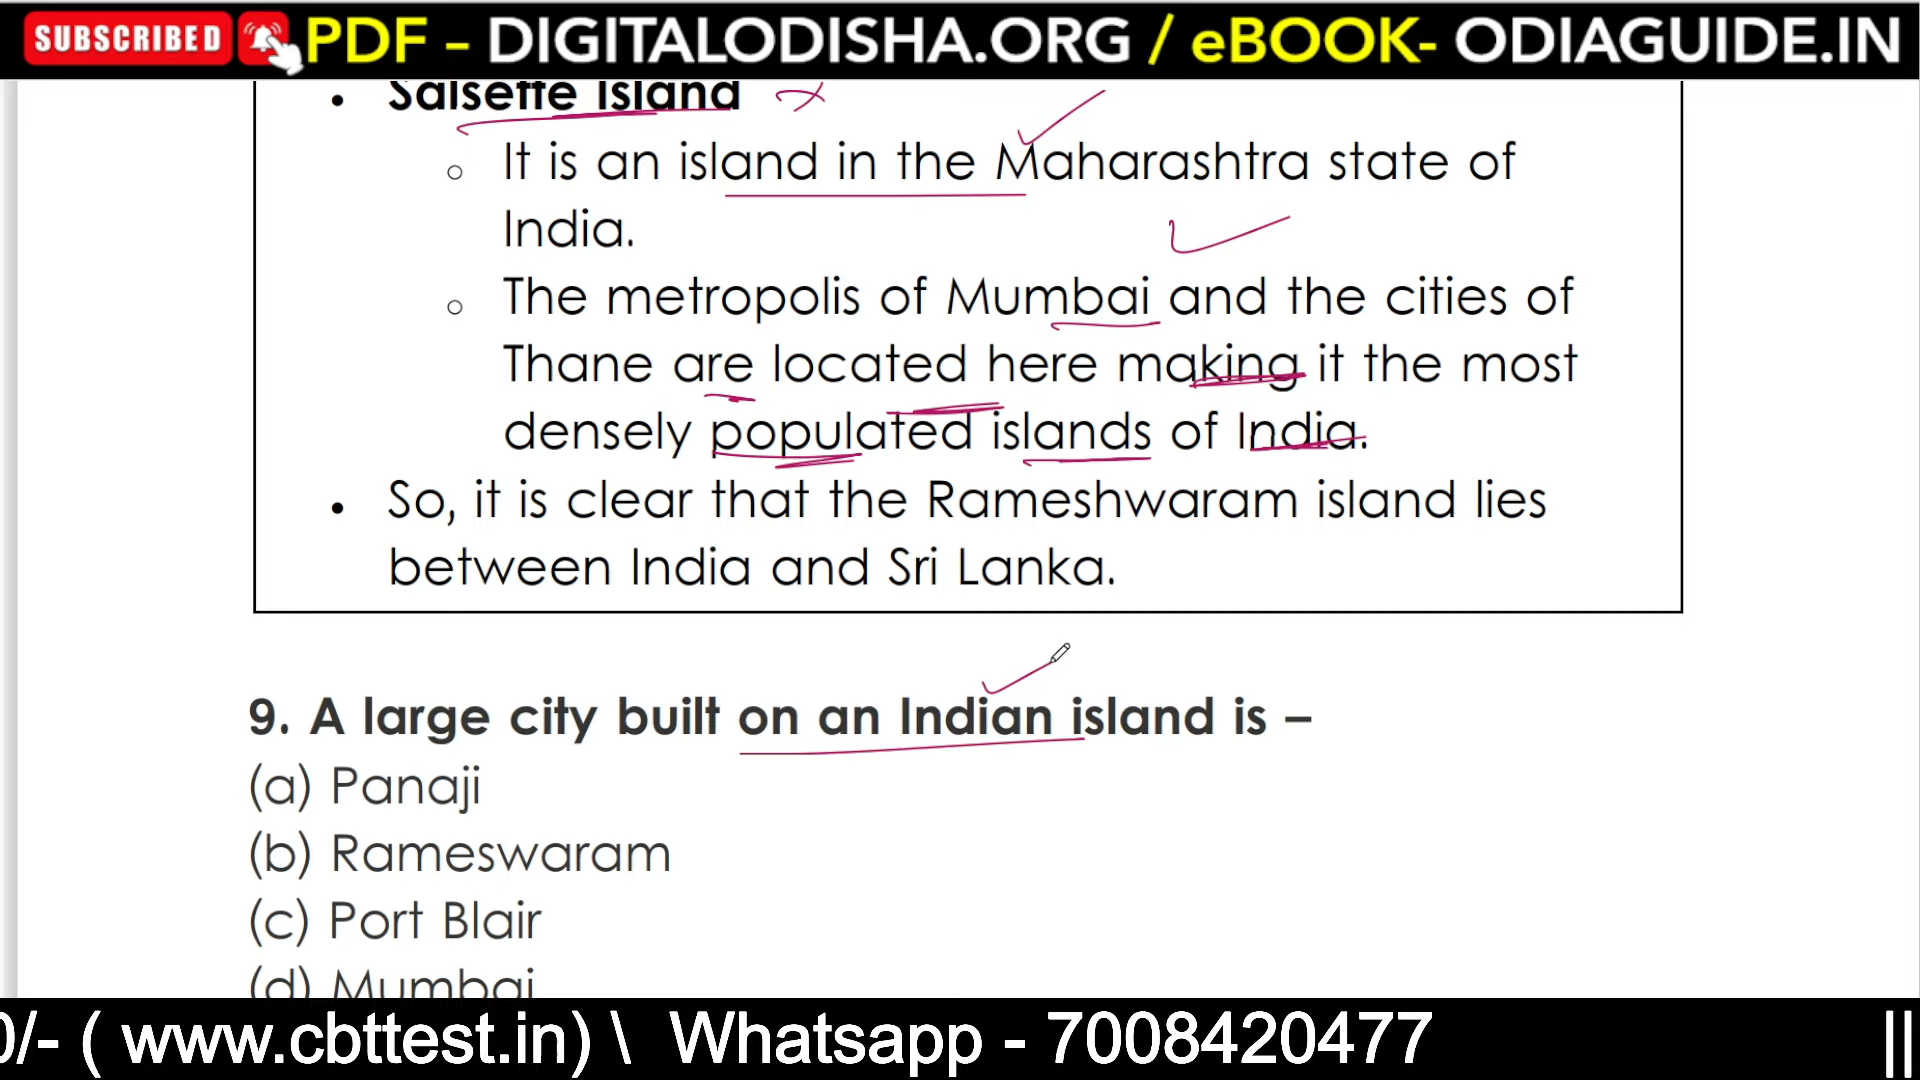 SUBSCRIBED PDF – DIGITALODISHA.ORG / eBOOK- ODIAGUIDE.IN
• Salsette Island
○ It is an island in the Maharashtra state of
India.
○ The metropolis of Mumbai and the cities of
Thane are located here making it the most
densely populated islands of India.
• So, it is clear that the Rameshwaram island lies
between India and Sri Lanka.
9. A large city built on an Indian island is –
(a) Panaji
(b) Rameswaram
(c) Port Blair
(d) Mumbai
0/- ( www.cbttest.in) \ Whatsapp - 7008420477 ||